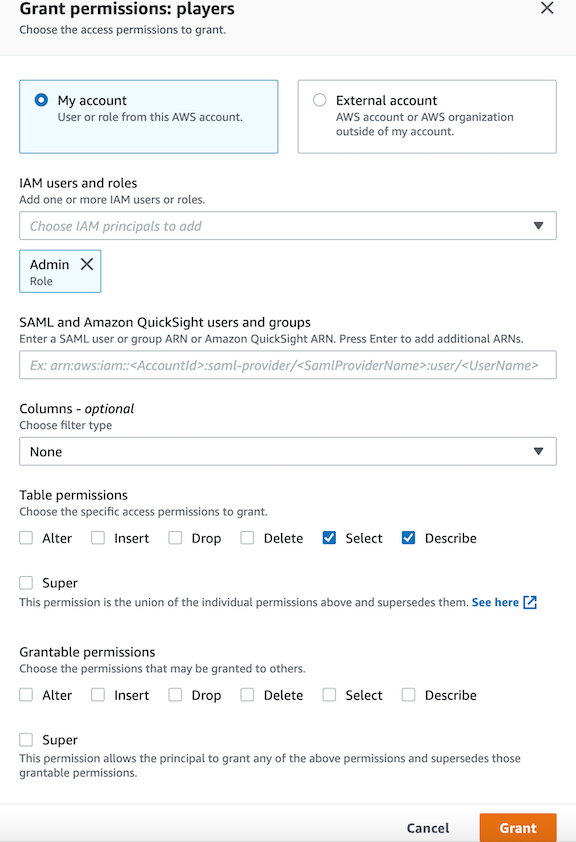 Grant permissions: players
Choose the access permissions to grant.
My account
User or role from this AWS account.
External account
AWS account or AWS organization
outside of my account.
IAM users and roles
Add one or more IAM users or roles.
Choose IAM principals to add
Admin
Role
SAML and Amazon QuickSight users and groups
Enter a SAML user or group ARN or Amazon QuickSight ARN. Press Enter to add additional ARNs.
Ex: arn:aws:iam::<AccountId>:saml-provider/<SamlProviderName>:user/<UserName>
Columns - optional
Choose filter type
None
Table permissions
Choose the specific access permissions to grant.
Alter Insert Drop Delete Select Describe
Super
This permission is the union of the individual permissions above and supersedes them. See here
Grantable permissions
Choose the permissions that may be granted to others.
Alter Insert Drop Delete Select Describe
Super
This permission allows the principal to grant any of the above permissions and supersedes those
grantable permissions.
Cancel Grant